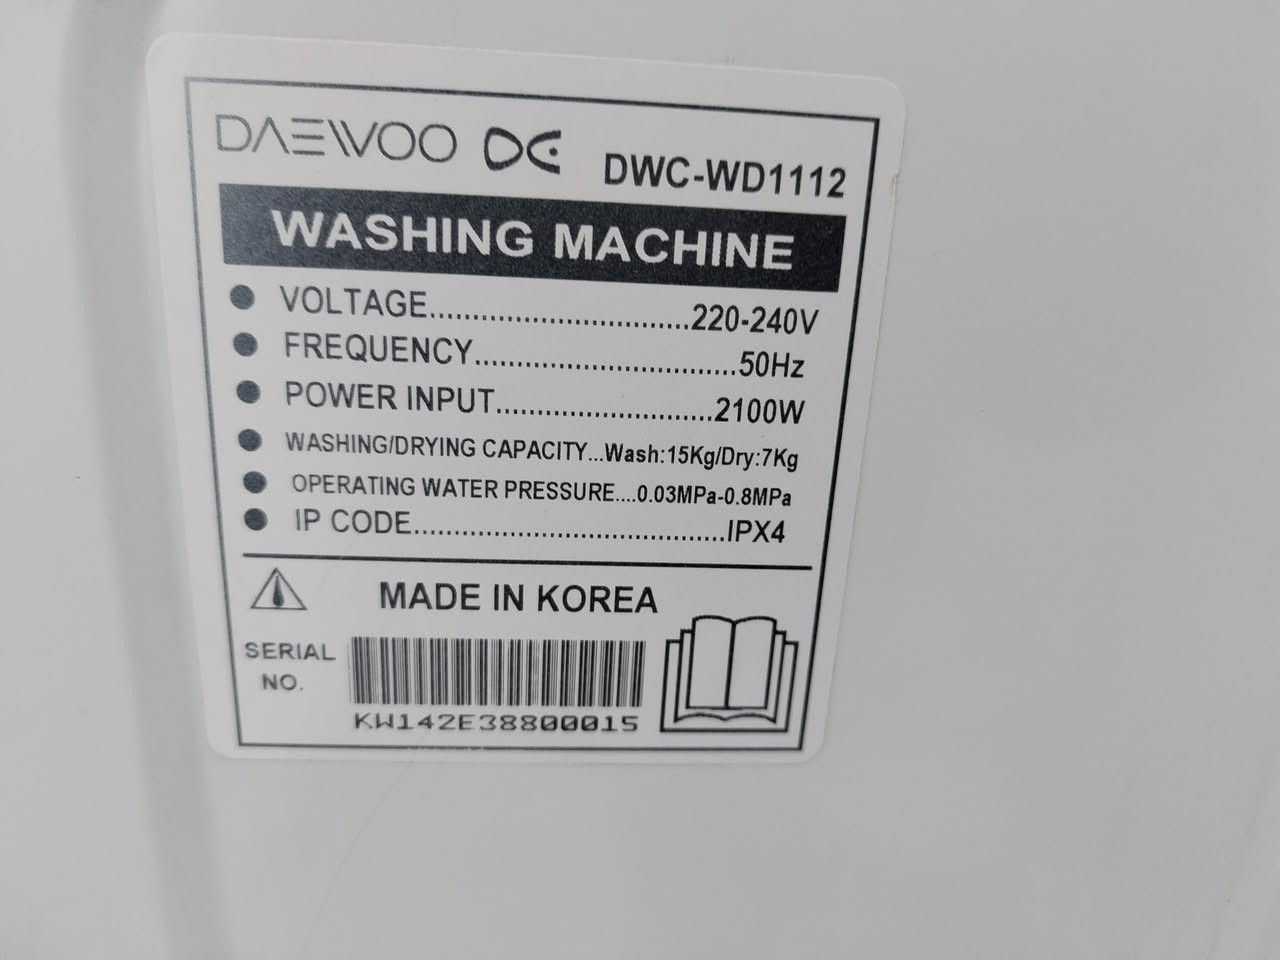 DAEWOO DE DWC-WD1112
WASHING MACHINE
● VOLTAGE................................220-240V
● FREQUENCY................................50Hz
● POWER INPUT..........................2100W
● WASHING/DRYING CAPACITY...Wash:15Kg/Dry:7Kg
● OPERATING WATER PRESSURE....0.03MPa-0.8MPa
● IP CODE......................................IPX4
MADE IN KOREA
SERIAL
NO.
KW142E38800015